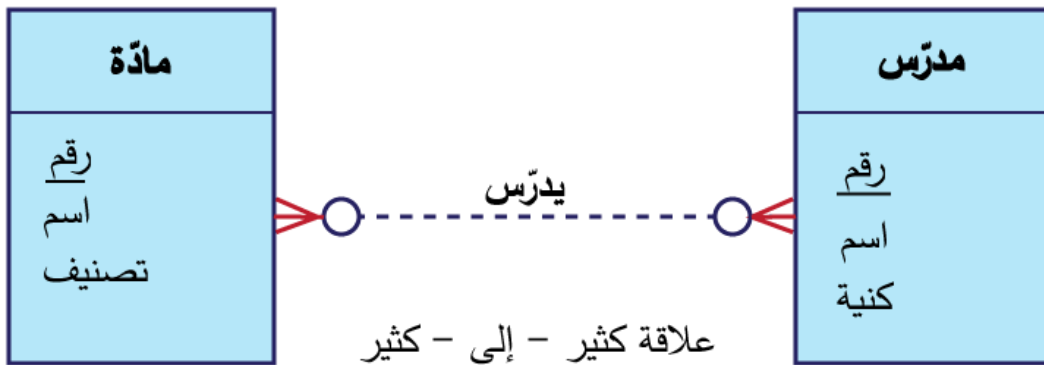 مدرّس
رقم
اسم
كنية
يدرّس
مادّة
رقم
اسم
تصنيف
علاقة كثير - إلى - كثير